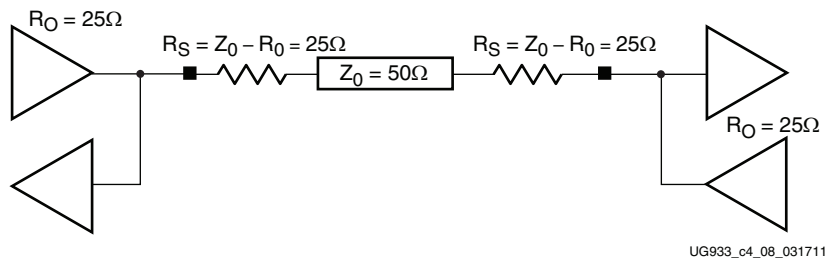 R_O = 25Ω
R_S = Z_0 – R_0 = 25Ω
Z_0 = 50Ω
R_S = Z_0 – R_0 = 25Ω
R_O = 25Ω
UG933_c4_08_031711